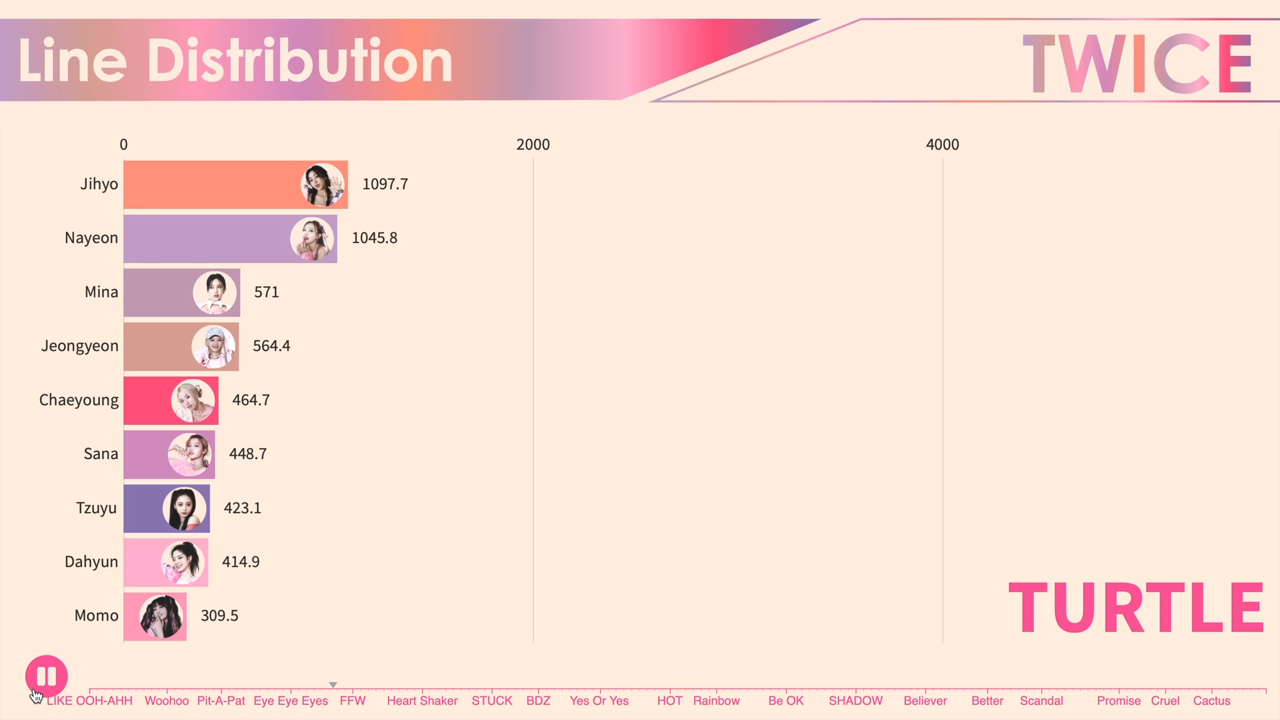 Line Distribution
TWICE
0 2000 4000
Jihyo 1097.7
Nayeon 1045.8
Mina 571
Jeongyeon 564.4
Chaeyoung 464.7
Sana 448.7
Tzuyu 423.1
Dahyun 414.9
Momo 309.5
TURTLE
LIKE OOH-AHH Woohoo Pit-A-Pat Eye Eye Eyes FFW Heart Shaker STUCK BDZ Yes Or Yes HOT Rainbow Be OK SHADOW Believer Better Scandal Promise Cruel Cactus